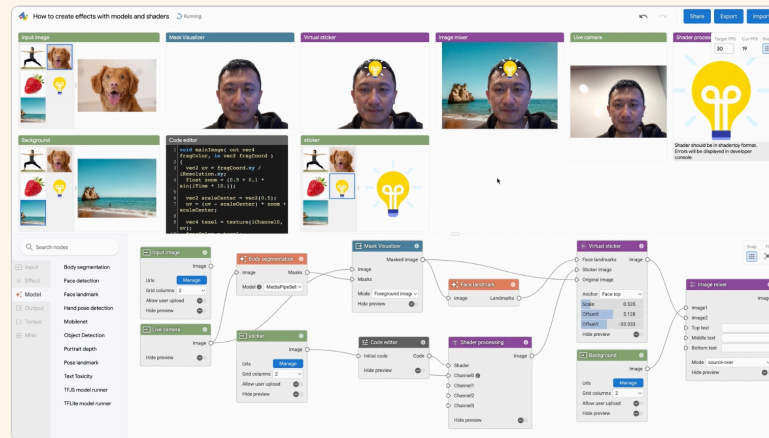 How to create effects with models and shaders
Running
Share
Export
Import
Input image
Mask Visualizer
Virtual sticker
Image mixer
Live camera
Shader process
Target FPS
Cur FPS
30
19
Background
Code editor
sticker
1 void mainImage( out vec4
fragColor, in vec2 fragCoord )
2 {
3 vec2 uv = fragCoord.xy /
iResolution.xy;
4 float zoom = (0.9 + 0.1 *
sin(iTime * 10.));
5
6 vec2 scaleCenter = vec2(0.5);
7 uv = (uv - scaleCenter) * zoom +
scaleCenter;
8
9 vec4 texel = texture(iChannel0,
uv);
Shader should be in shadertoy format.
Errors will be displayed in developer
console.
Search nodes
Input
Effect
Model
Output
Tensor
Misc
Body segmentation
Face detection
Face landmark
Hand pose detection
Mobilenet
Object Detection
Portrait depth
Pose landmark
Text Toxicity
TFJS model runner
TFLite model runner
Input image
Image
Urls
Manage
Grid columns 2
Allow user upload
Hide preview
Live camera
Image
Hide preview
Body segmentation
Image
Masks
Model
MediaPipeSel
sticker
Image
Urls
Manage
Grid columns 2
Allow user upload
Hide preview
Mask Visualizer
Masked image
Image
Masks
Mode
Foreground imag
Hide preview
Code editor
Initial code
Code
Hide preview
Face landmark
Image
Landmarks
Shader processing
Image
Shader
Channel0
Channel1
Channel2
Channel3
Hide preview
Virtual sticker
Face landmarks
Image
Sticker image
Original image
Anchor
Face top
Scale
0.626
OffsetX
5.128
OffsetY
-33.333
Hide preview
Background
Image
Urls
Manage
Grid columns 2
Allow user upload
Hide preview
Snap
Image mixer
Image1
Image2
Top text
Middle text
Bottom text
Mode
source-over
Hide preview